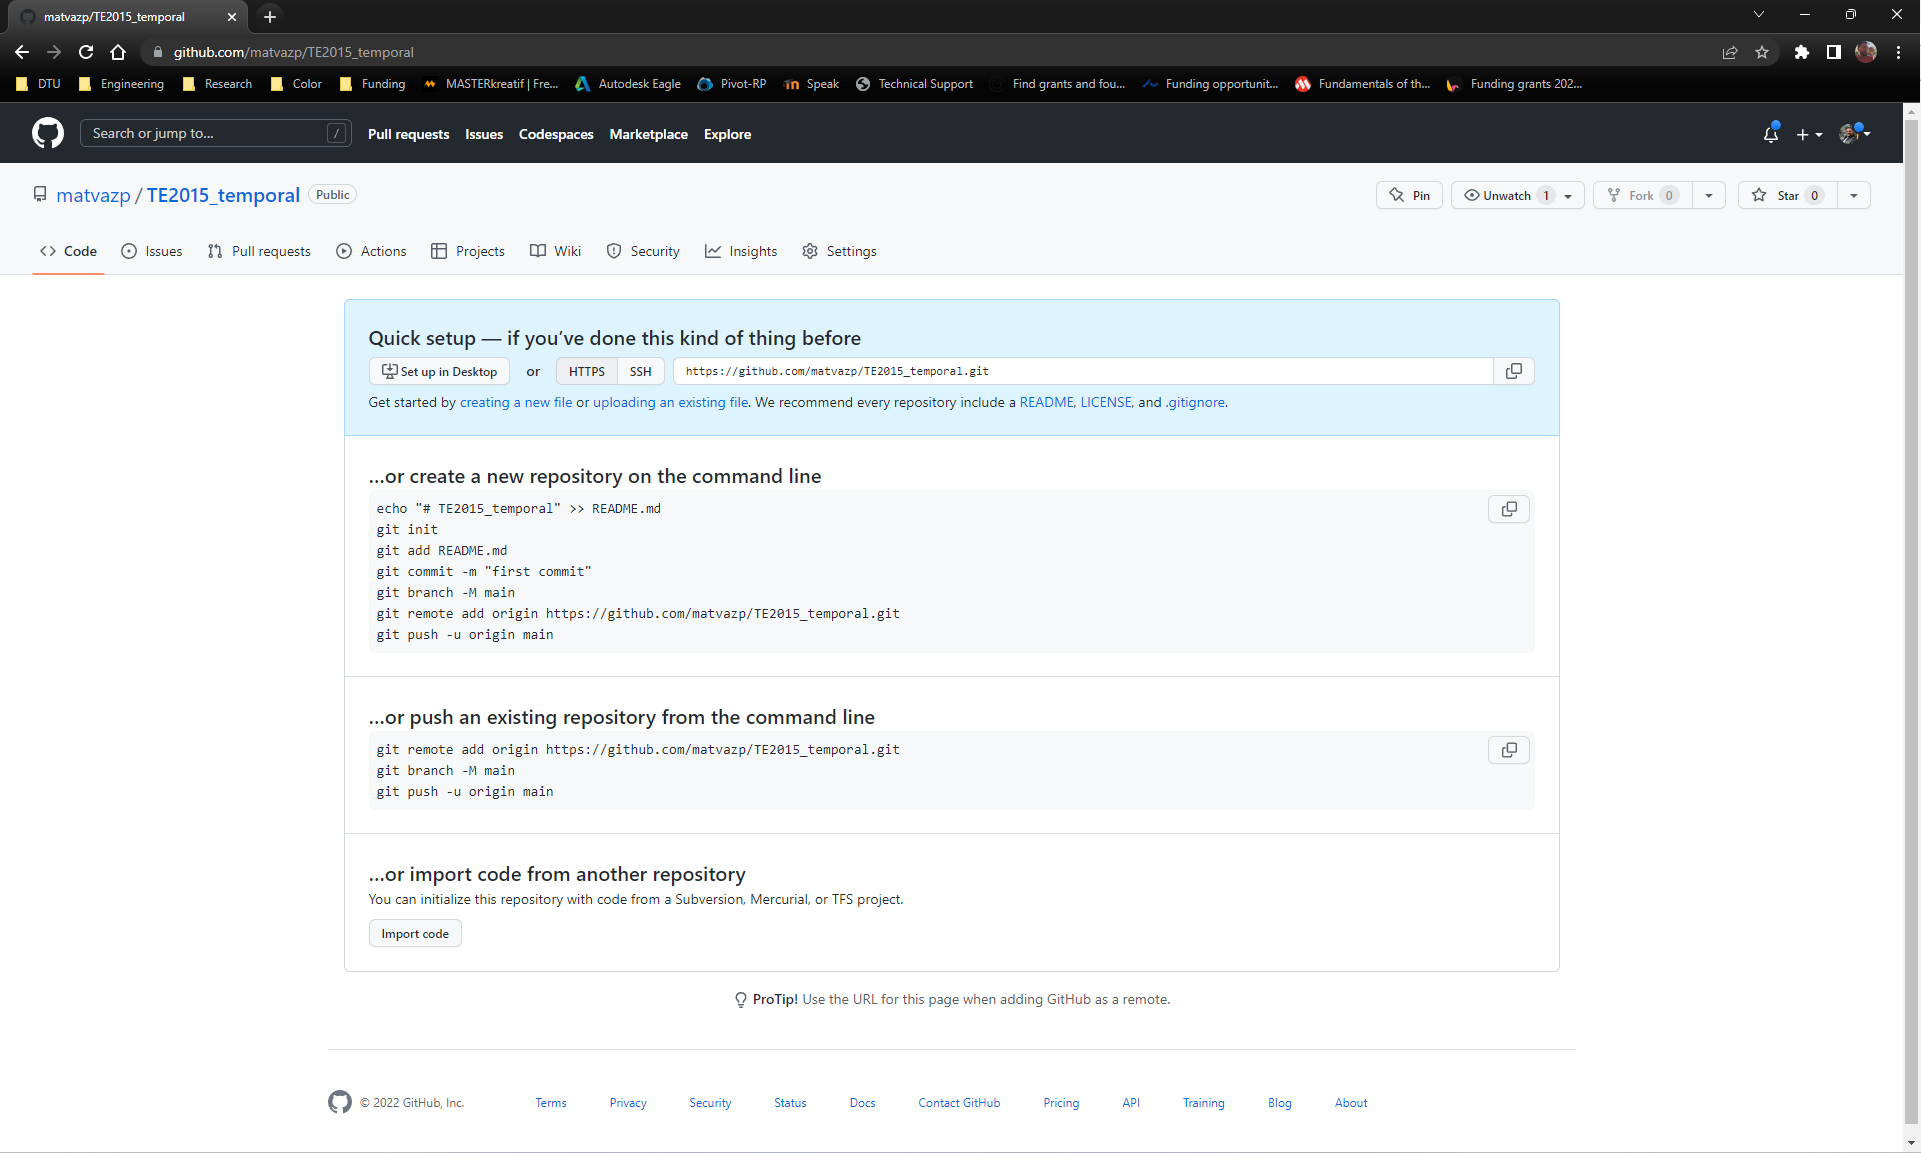 matvazp/TE2015_temporal
github.com/matvazp/TE2015_temporal
DTU Engineering Research Color Funding MASTERkreatif | Fre... Autodesk Eagle Pivot-RP Speak Technical Support Find grants and fou... Funding opportunit... Fundamentals of th... Funding grants 202...
Search or jump to... / Pull requests Issues Codespaces Marketplace Explore
matvazp / TE2015_temporal Public Pin Unwatch 1 Fork 0 Star 0
Code Issues Pull requests Actions Projects Wiki Security Insights Settings
Quick setup — if you’ve done this kind of thing before
Set up in Desktop or HTTPS SSH https://github.com/matvazp/TE2015_temporal.git
Get started by creating a new file or uploading an existing file. We recommend every repository include a README, LICENSE, and .gitignore.
…or create a new repository on the command line
echo "# TE2015_temporal" >> README.md
git init
git add README.md
git commit -m "first commit"
git branch -M main
git remote add origin https://github.com/matvazp/TE2015_temporal.git
git push -u origin main
…or push an existing repository from the command line
git remote add origin https://github.com/matvazp/TE2015_temporal.git
git branch -M main
git push -u origin main
…or import code from another repository
You can initialize this repository with code from a Subversion, Mercurial, or TFS project.
Import code
ProTip! Use the URL for this page when adding GitHub as a remote.
© 2022 GitHub, Inc. Terms Privacy Security Status Docs Contact GitHub Pricing API Training Blog About